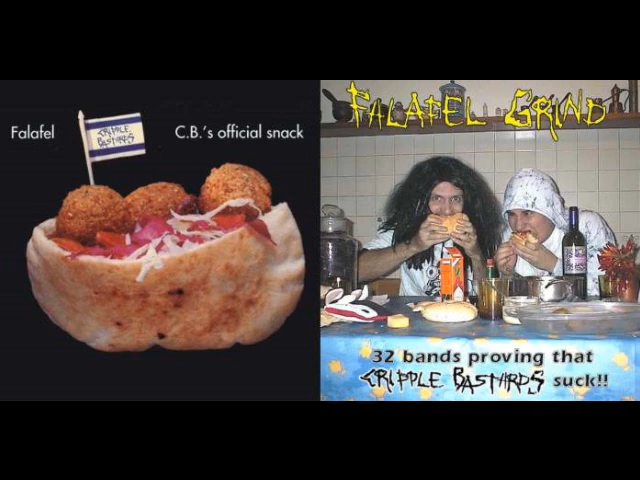 Falafel
C.B.'s official snack
CRIPPLE
BASTARDS
FALAFEL GRIND
32 bands proving that
CRIPPLE BASTARDS suck!!